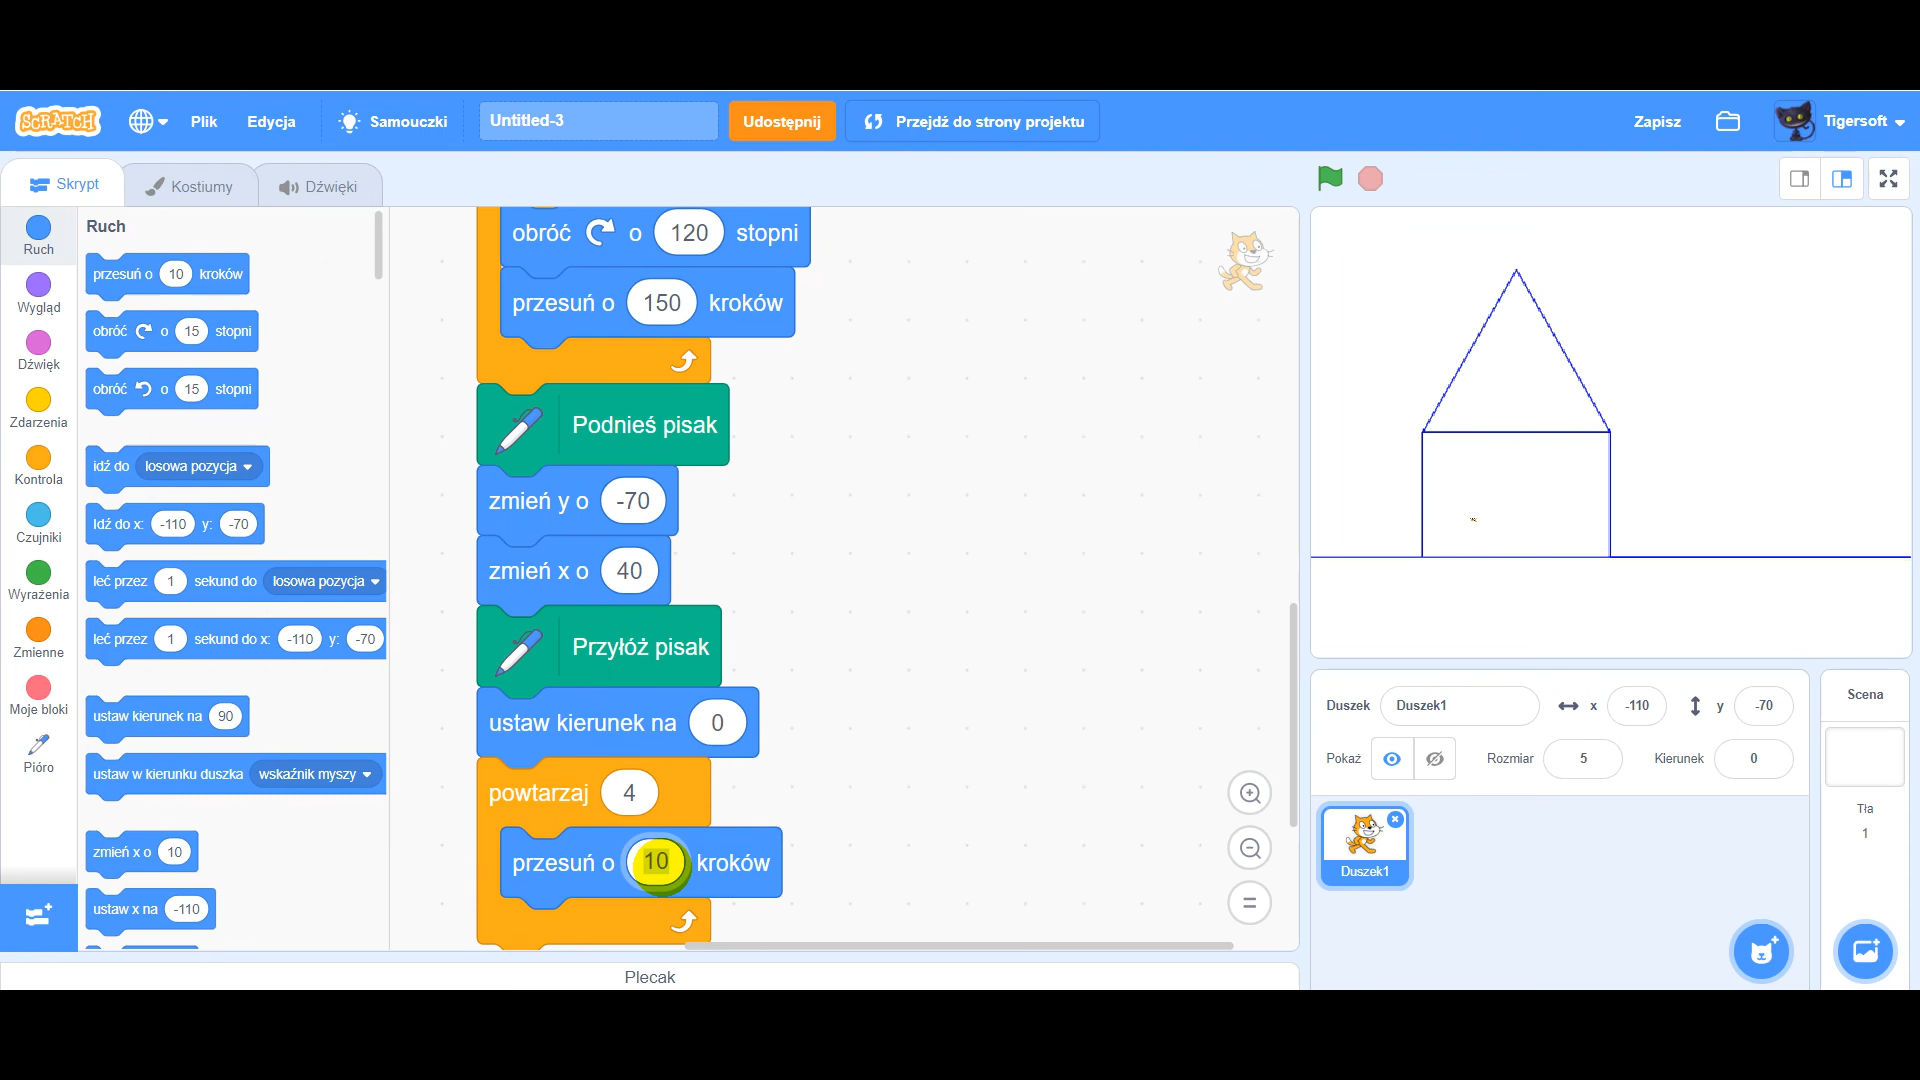 SCRATCH
Plik
Edycja
Samouczki
Untitled-3
Udostępnij
Przejdź do strony projektu
Zapisz
Tigersoft
Skrypt
Kostiumy
Dźwięki
Ruch
Wygląd
Dźwięk
Zdarzenia
Kontrola
Czujniki
Wyrażenia
Zmienne
Moje bloki
Pióro
Ruch
przesuń o 10 kroków
obróć o 15 stopni
obróć o 15 stopni
idź do losowa pozycja
Idź do x: -110 y: -70
leć przez 1 sekund do losowa pozycja
leć przez 1 sekund do x: -110 y: -70
ustaw kierunek na 90
ustaw w kierunku duszka wskaźnik myszy
zmień x o 10
ustaw x na -110
obróć o 120 stopni
przesuń o 150 kroków
Podnieś pisak
zmień y o -70
zmień x o 40
Przyłóż pisak
ustaw kierunek na 0
powtarzaj 4
przesuń o 10 kroków
Plecak
Duszek Duszek1 x -110 y -70
Pokaż Rozmiar 5 Kierunek 0
Duszek1
Scena
Tła
1